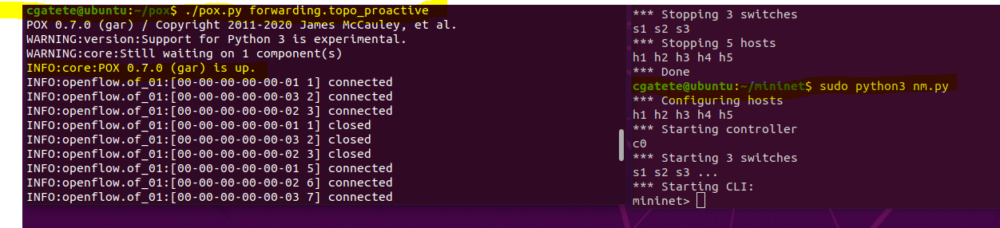 cgatete@ubuntu:~/pox$ ./pox.py forwarding.topo_proactive
POX 0.7.0 (gar) / Copyright 2011-2020 James McCauley, et al.
WARNING:version:Support for Python 3 is experimental.
WARNING:core:Still waiting on 1 component(s)
INFO:core:POX 0.7.0 (gar) is up.
INFO:openflow.of_01:[00-00-00-00-00-01 1] connected
INFO:openflow.of_01:[00-00-00-00-00-03 2] connected
INFO:openflow.of_01:[00-00-00-00-00-02 3] connected
INFO:openflow.of_01:[00-00-00-00-00-01 1] closed
INFO:openflow.of_01:[00-00-00-00-00-03 2] closed
INFO:openflow.of_01:[00-00-00-00-00-02 3] closed
INFO:openflow.of_01:[00-00-00-00-00-01 5] connected
INFO:openflow.of_01:[00-00-00-00-00-02 6] connected
INFO:openflow.of_01:[00-00-00-00-00-03 7] connected
*** Stopping 3 switches
s1 s2 s3
*** Stopping 5 hosts
h1 h2 h3 h4 h5
*** Done
cgatete@ubuntu:~/mininet$ sudo python3 nm.py
*** Configuring hosts
h1 h2 h3 h4 h5
*** Starting controller
c0
*** Starting 3 switches
s1 s2 s3 ...
*** Starting CLI:
mininet>